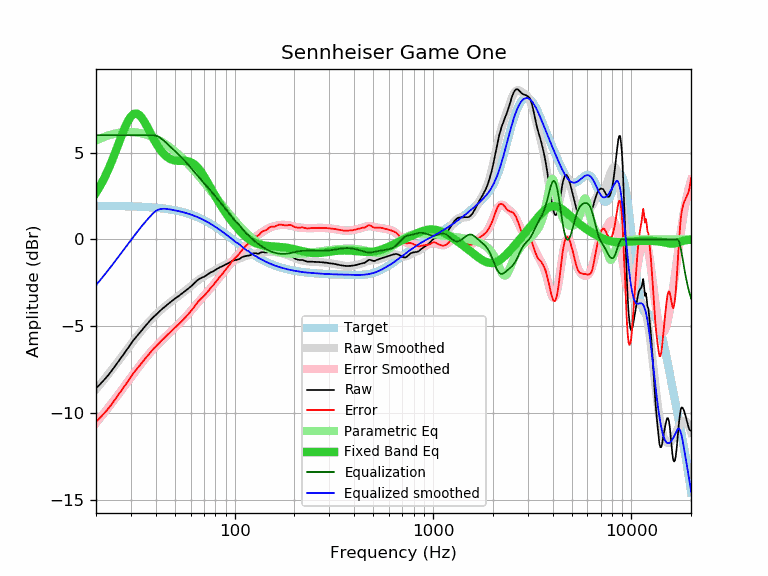 Sennheiser Game One
Amplitude (dBr)
5
0
−5
−10
−15
Target
Raw Smoothed
Error Smoothed
Raw
Error
Parametric Eq
Fixed Band Eq
Equalization
Equalized smoothed
100
1000
10000
Frequency (Hz)